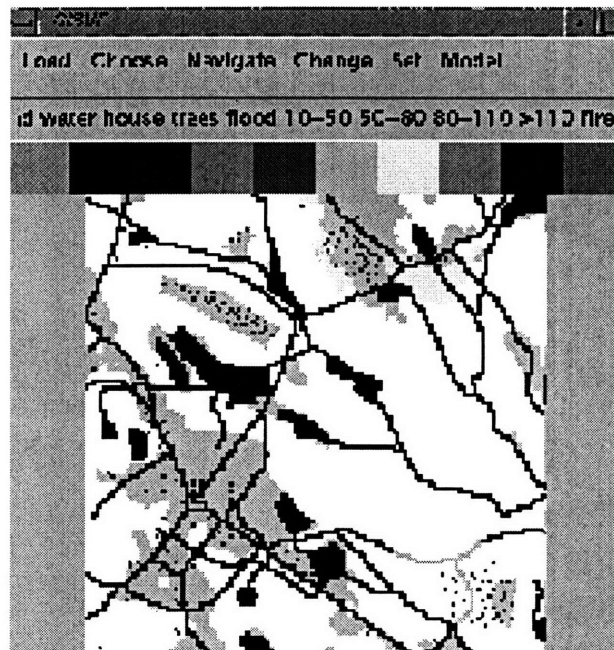 Load Choose Navigate Change Set Model
water house trees flood 10-50 50-80 80-110 >110 fire